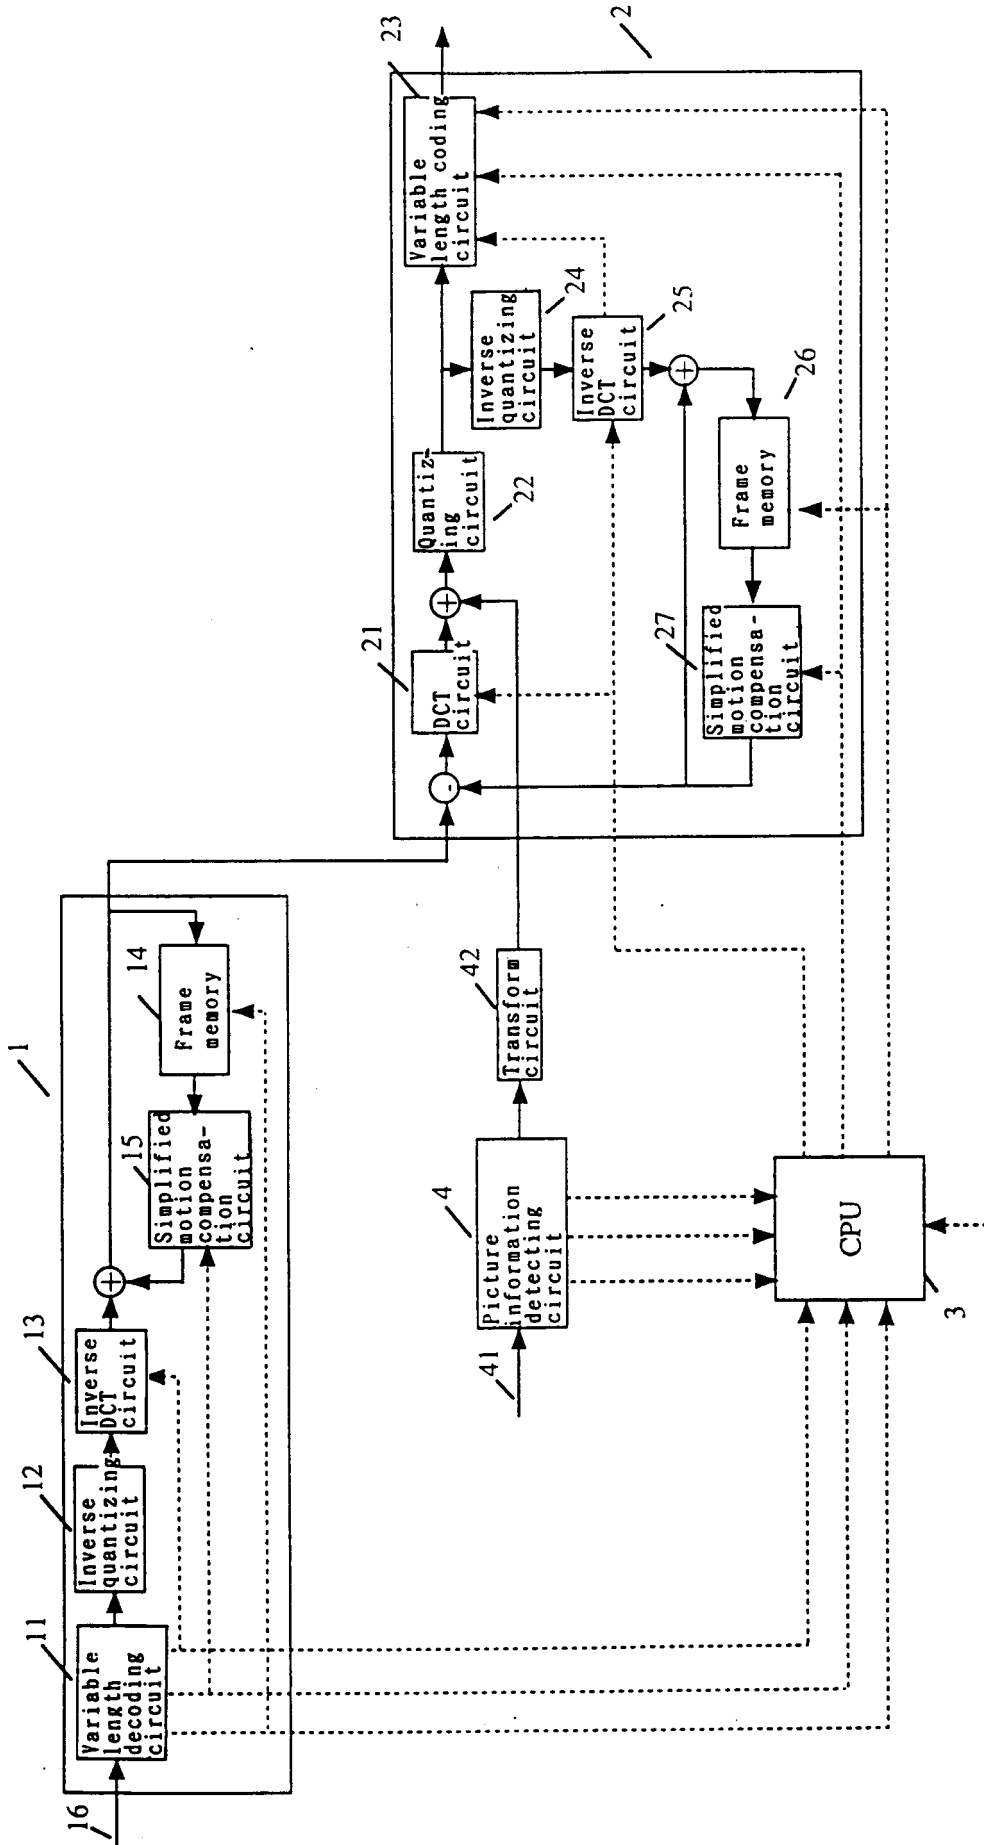 1
16
11
Variable
length
decoding
circuit
12
Inverse
quantizing
circuit
13
Inverse
DCT
circuit
15
Simplified
motion
compensa-
tion
circuit
14
Frame
memory
41
4
Picture
information
detecting
circuit
42
Transform
circuit
3
CPU
2
21
DCT
circuit
22
Quantiz-
ing
circuit
23
Variable
length coding
circuit
24
Inverse
quantizing
circuit
25
Inverse
DCT
circuit
26
Frame
memory
27
Simplified
motion
compensa-
tion
circuit
+
-
+
+